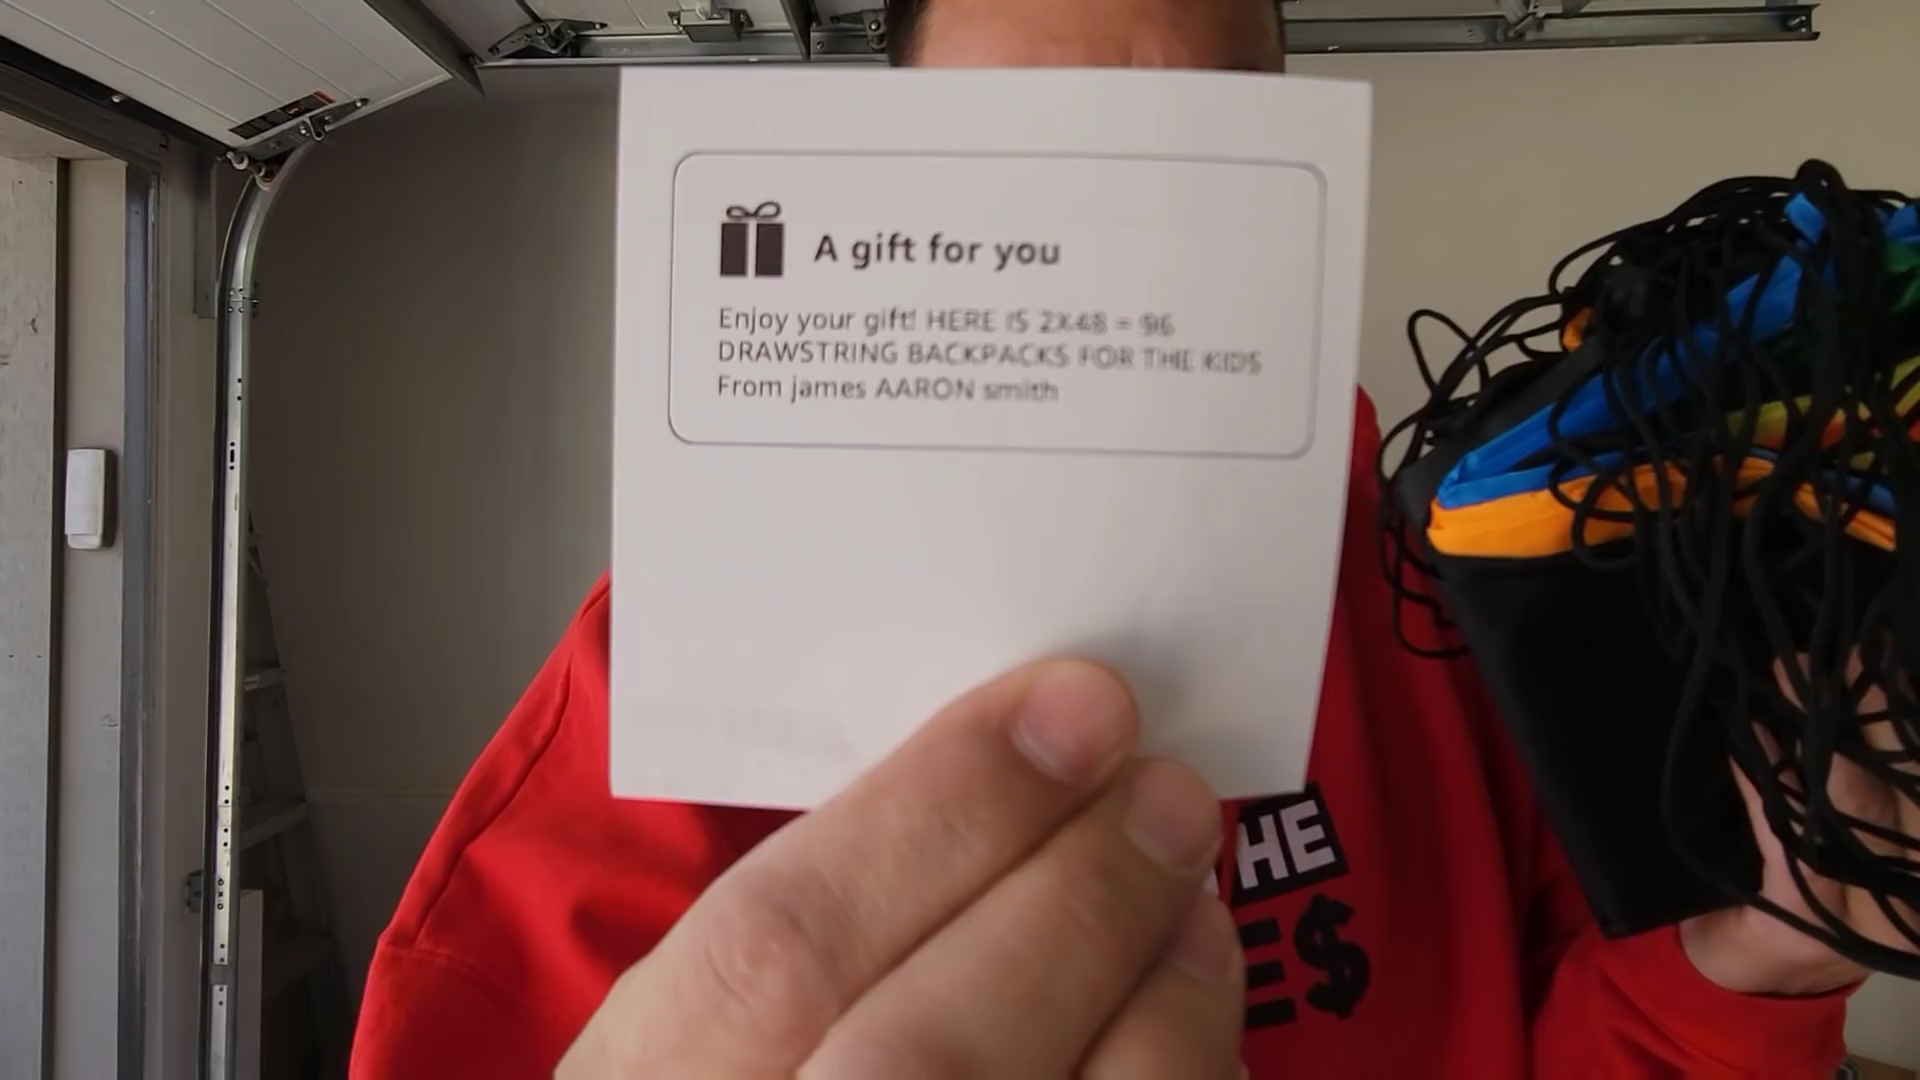 A gift for you
Enjoy your gift! HERE IS 2X48 = 96
DRAWSTRING BACKPACKS FOR THE KIDS
From james AARON smith
THE
E$